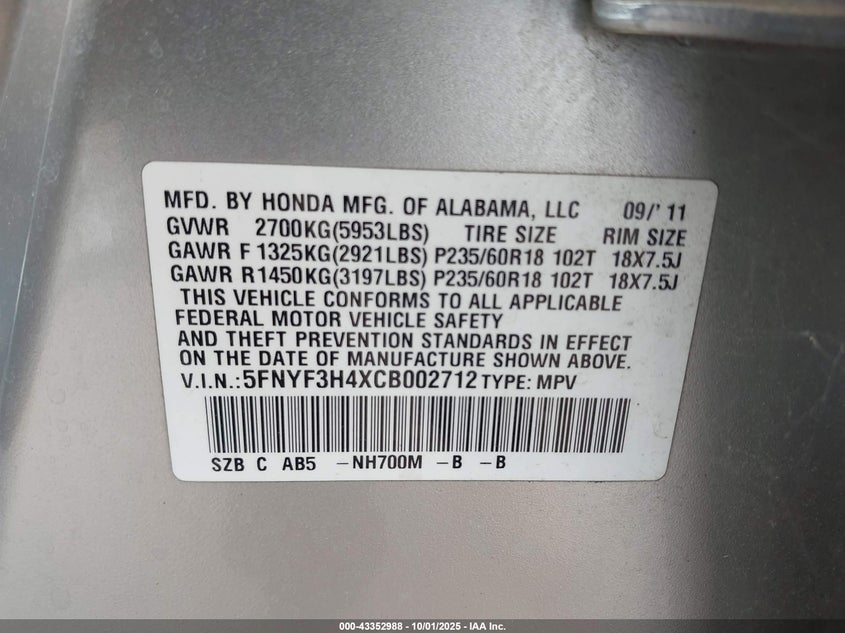 MFD. BY HONDA MFG. OF ALABAMA, LLC 09/' 11
GVWR 2700KG(5953LBS) TIRE SIZE RIM SIZE
GAWR F 1325KG(2921LBS) P235/60R18 102T 18X7.5J
GAWR R1450KG(3197LBS) P235/60R18 102T 18X7.5J
THIS VEHICLE CONFORMS TO ALL APPLICABLE
FEDERAL MOTOR VEHICLE SAFETY
AND THEFT PREVENTION STANDARDS IN EFFECT
ON THE DATE OF MANUFACTURE SHOWN ABOVE.
V.I.N.:5FNYF3H4XCB002712 TYPE: MPV
SZB C AB5 -NH700M -B -B
000-43352988 - 10/01/2025 - IAA Inc.